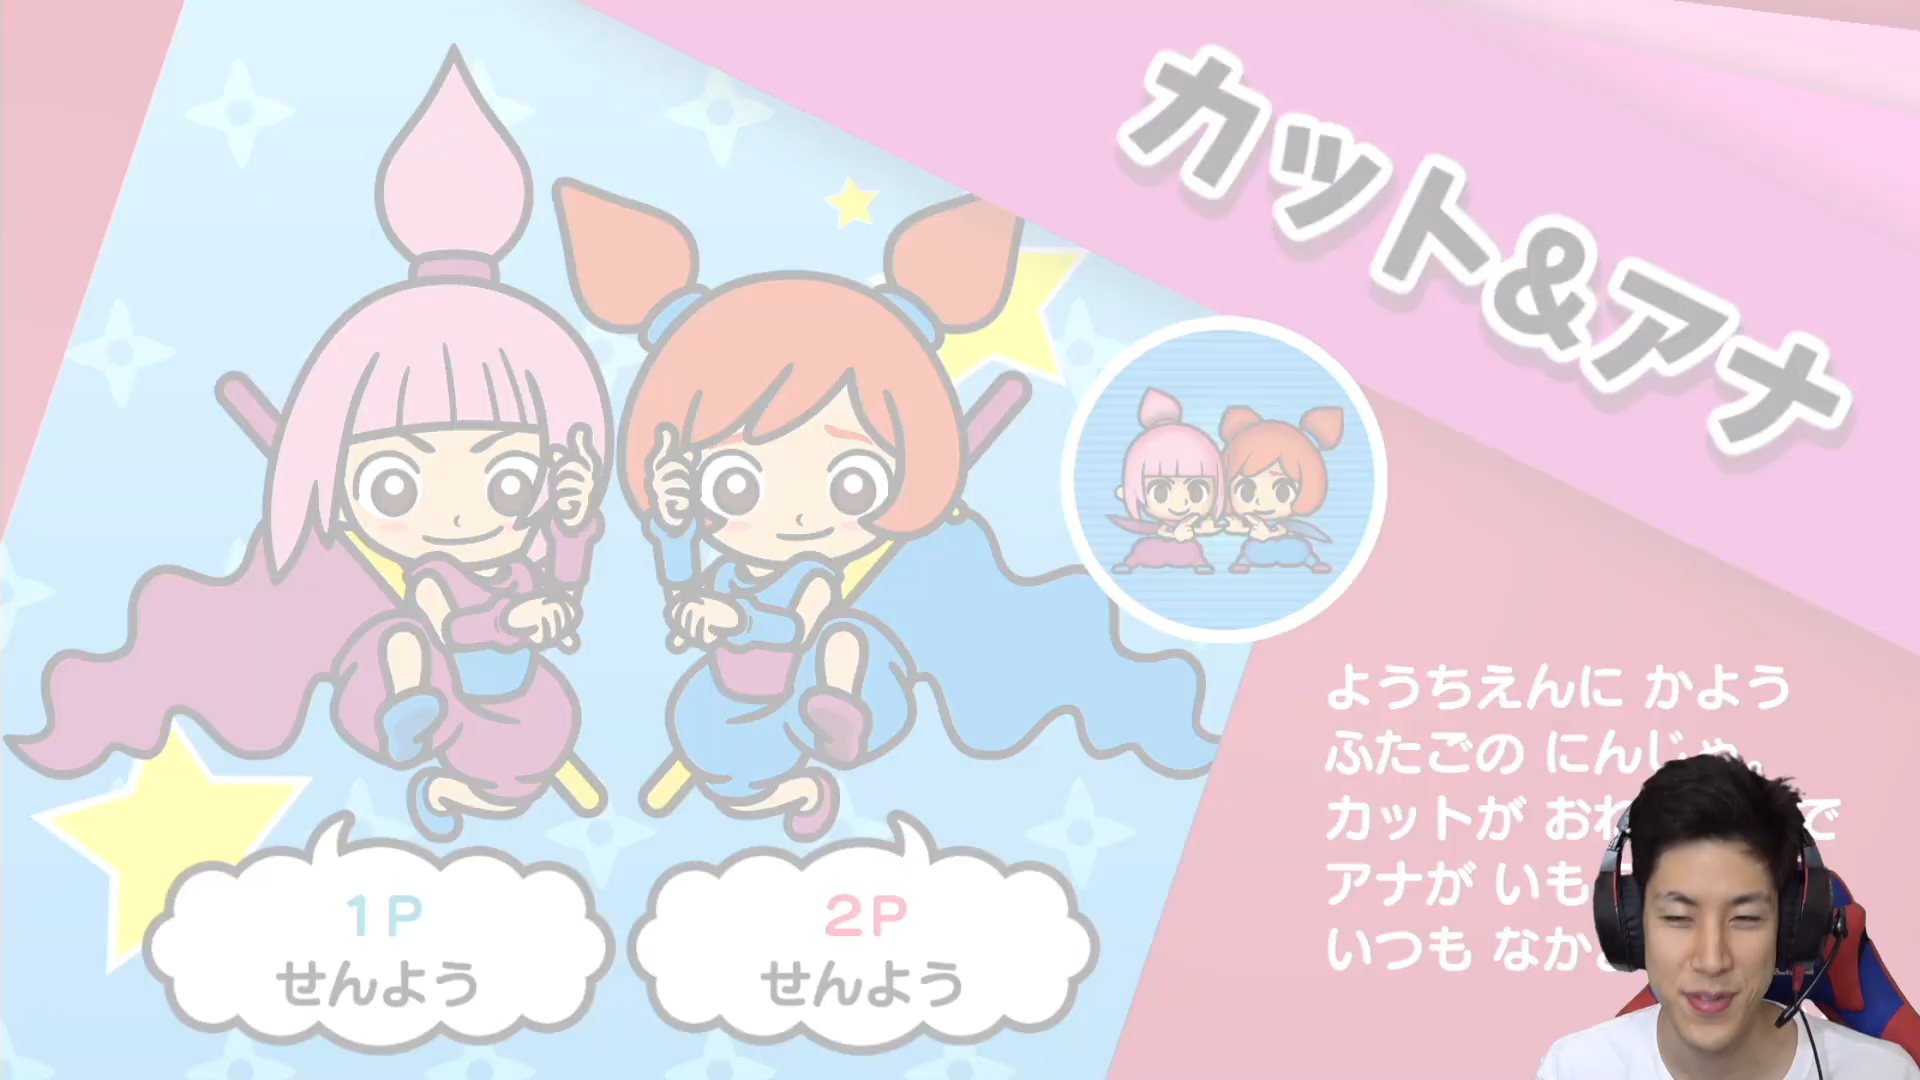 カット&アナ
ようちえんに かよう
ふたごの にんじゃ。
カットが お で
アナが いも
いつも なか
1P
せんよう
2P
せんよう